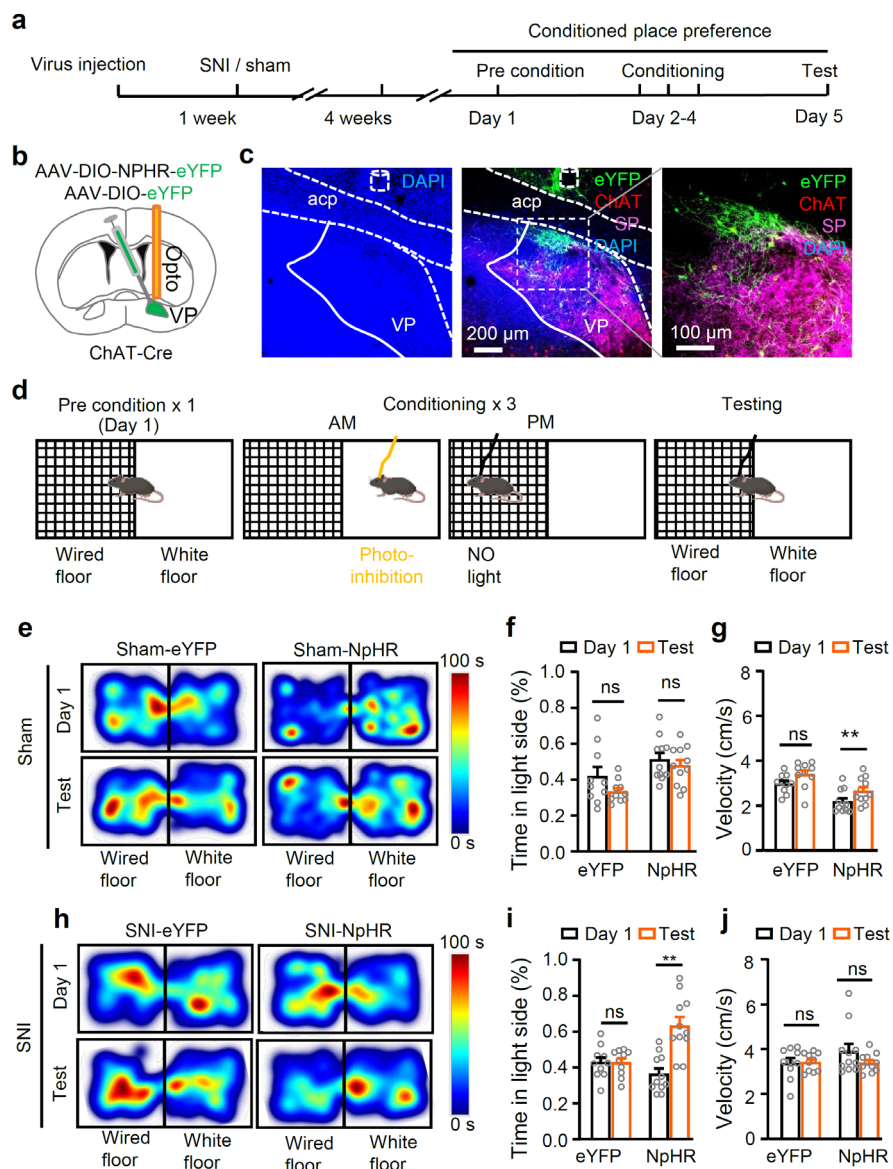 a
Conditioned place preference
Virus injection
SNI / sham
Pre condition
Conditioning
Test
1 week
4 weeks
Day 1
Day 2-4
Day 5
b
AAV-DIO-NPHR-eYFP
AAV-DIO-eYFP
Opto
VP
ChAT-Cre
c
DAPI
acp
VP
eYFP
ChAT
SP
DAPI
acp
VP
200 µm
eYFP
ChAT
SP
DAPI
100 µm
d
Pre condition x 1
(Day 1)
Conditioning x 3
AM
PM
Testing
Wired
floor
White
floor
Photo-
inhibition
NO
light
Wired
floor
White
floor
e
Sham-eYFP
Sham-NpHR
100 s
Sham
Day 1
Test
0 s
Wired
floor
White
floor
Wired
floor
White
floor
f
Day 1
Test
Time in light side (%)
1.0
0.8
0.6
0.4
0.2
0.0
ns
ns
eYFP
NpHR
g
Day 1
Test
Velocity (cm/s)
8
6
4
2
0
ns
**
eYFP
NpHR
h
SNI-eYFP
SNI-NpHR
100 s
SNI
Day 1
Test
0 s
Wired
floor
White
floor
Wired
floor
White
floor
i
Day 1
Test
Time in light side (%)
1.0
0.8
0.6
0.4
0.2
0.0
ns
**
eYFP
NpHR
j
Day 1
Test
Velocity (cm/s)
8
6
4
2
0
ns
ns
eYFP
NpHR